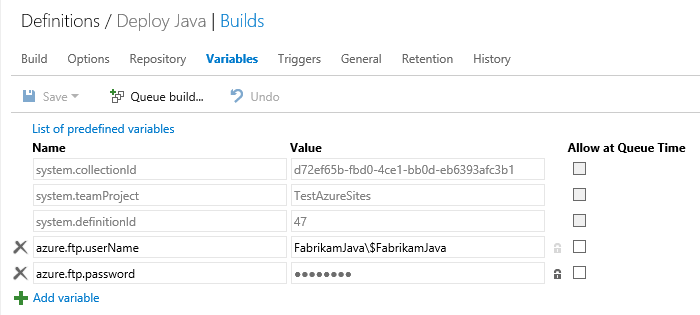 Definitions / Deploy Java | Builds
Build Options Repository Variables Triggers General Retention History
Save Queue build... Undo
List of predefined variables
Name Value Allow at Queue Time
system.collectionId d72ef65b-fbd0-4ce1-bb0d-eb6393afc3b1
system.teamProject TestAzureSites
system.definitionId 47
azure.ftp.userName FabrikamJava\$FabrikamJava
azure.ftp.password ●●●●●●●●
Add variable